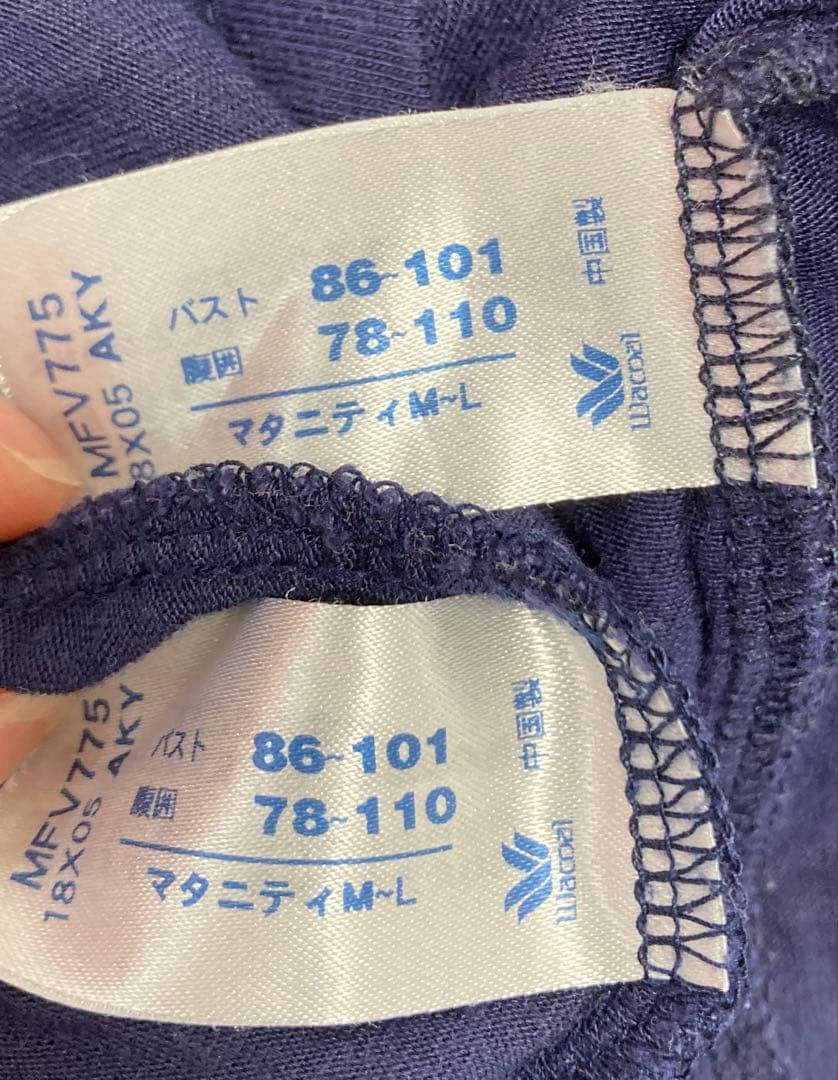 バスト 86~101
腹囲 78~110
マタニティM~L
中国製
Wacoal
MFV775
8X05 AKY
バスト 86~101
腹囲 78~110
マタニティM~L
中国製
Wacoal
MFV775
18X05 AKY